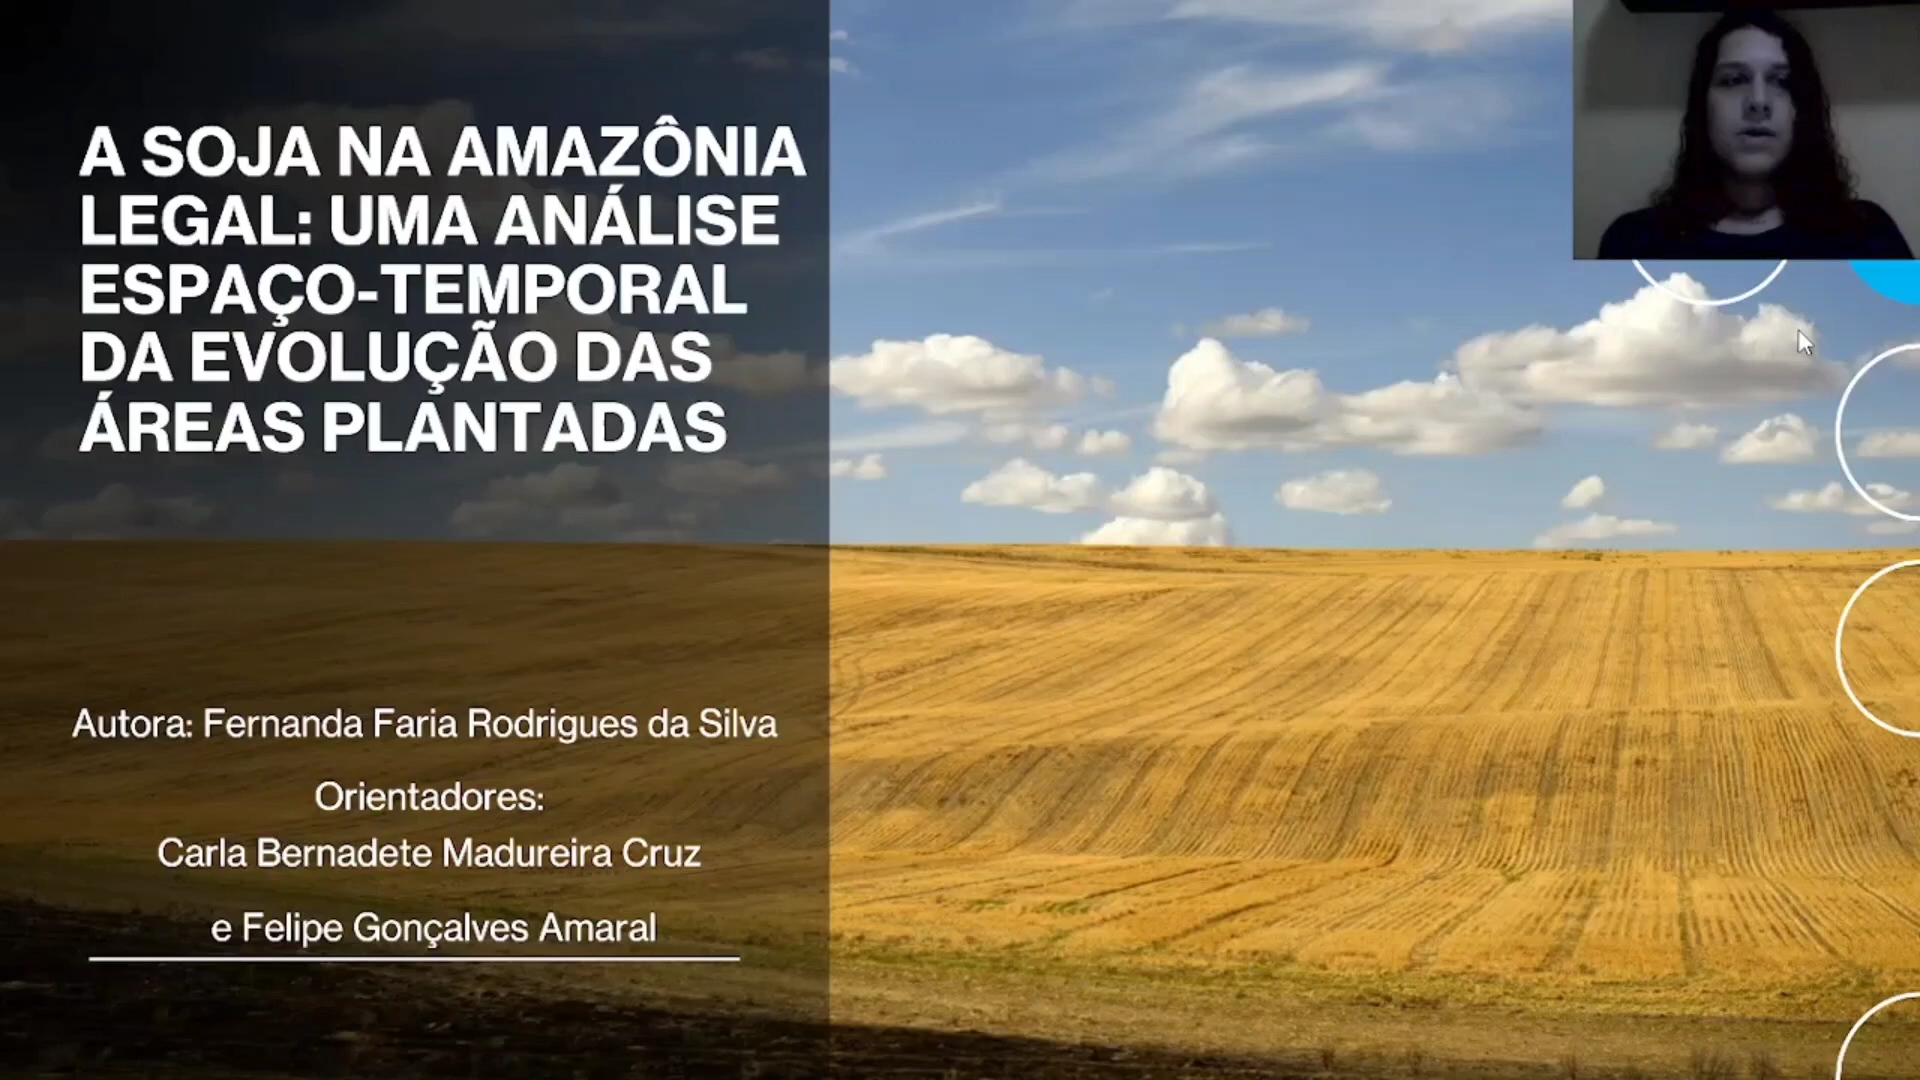 A SOJA NA AMAZÔNIA
LEGAL: UMA ANÁLISE
ESPAÇO-TEMPORAL
DA EVOLUÇÃO DAS
ÁREAS PLANTADAS
Autora: Fernanda Faria Rodrigues da Silva
Orientadores:
Carla Bernadete Madureira Cruz
e Felipe Gonçalves Amaral